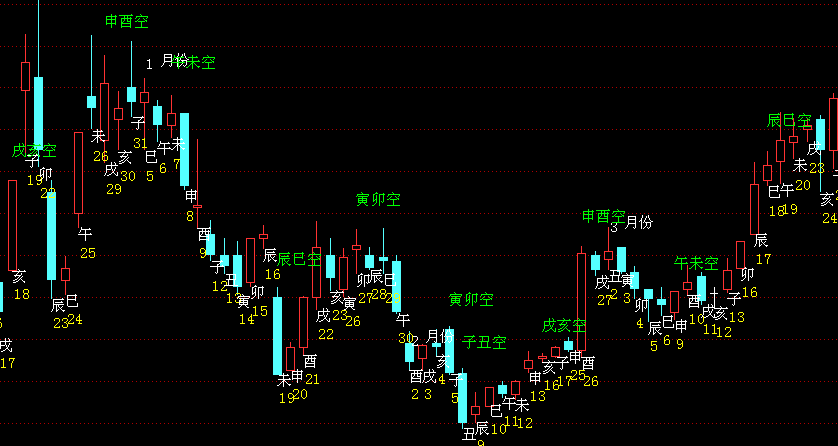 申酉空
1 月份
午未空
戌亥空
子
19
卯
22
亥
18
戌
17
辰
23
巳
24
午
25
未
26
戌
29
亥
30
子
31
巳
5
午
6
未
7
申
8
酉
9
子
12
丑
13
寅
14
卯
15
辰
16
辰巳空
未
19
申
20
酉
21
戌
22
亥
23
寅
26
寅卯空
卯
27
辰
28
巳
午
30
2 月份
酉
2
戌
3
亥
4
子
5
寅卯空
子丑空
丑
9
辰
巳
10
午
11
未
12
申
13
亥
16
子
17
戌亥空
申
25
酉
26
申酉空
3 月份
戌
27
丑
2
寅
3
卯
4
辰
5
巳
6
申
9
午未空
酉
10
戌
11
亥
12
子
13
卯
16
辰
17
巳
18
午
19
未
20
辰巳空
戌
23
亥
24